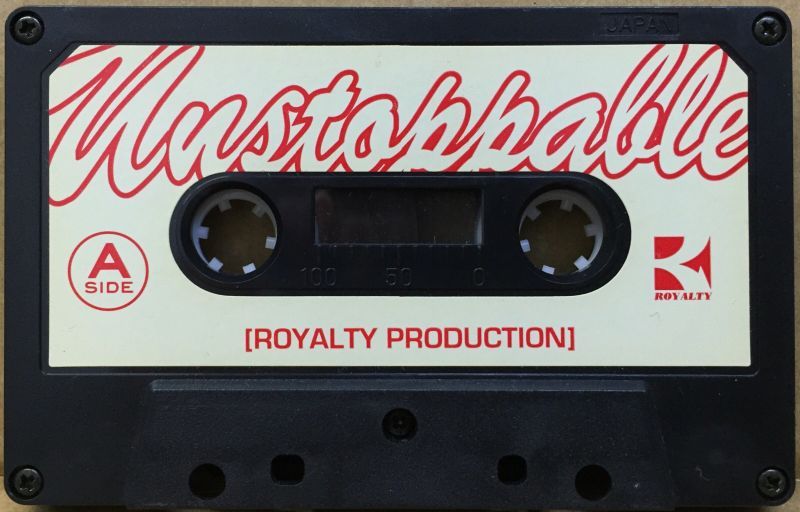 JAPAN
Unstoppable
A
SIDE
100 50 0
ROYALTY
[ROYALTY PRODUCTION]